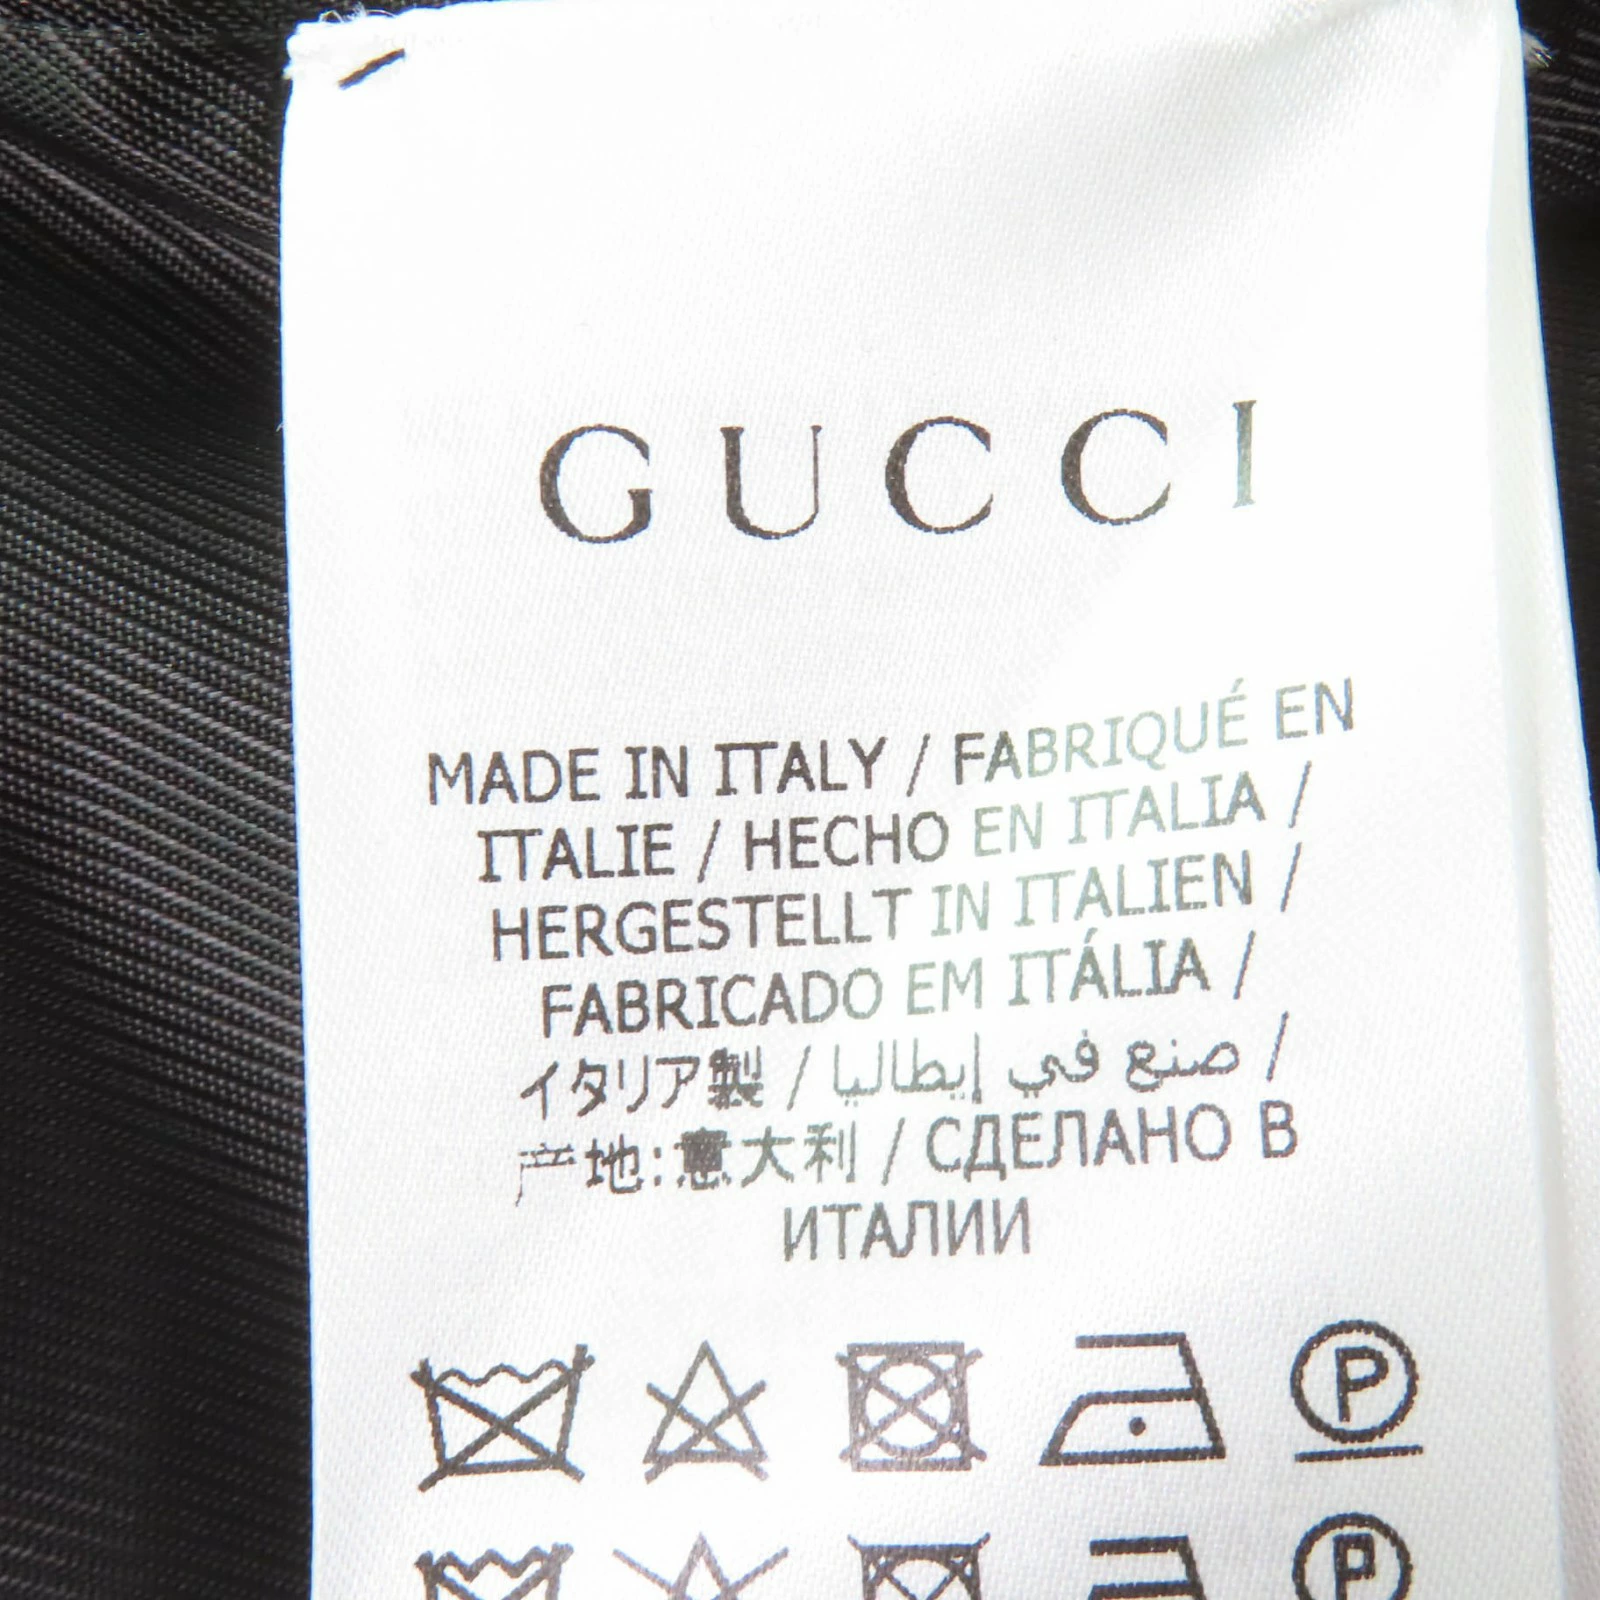 GUCCI
MADE IN ITALY / FABRIQUÉ EN
ITALIE / HECHO EN ITALIA /
HERGESTELLT IN ITALIEN /
FABRICADO EM ITÁLIA /
イタリア製 / صنع في إيطاليا /
产地:意大利 / СДЕЛАНО В
ИТАЛИИ
P
P